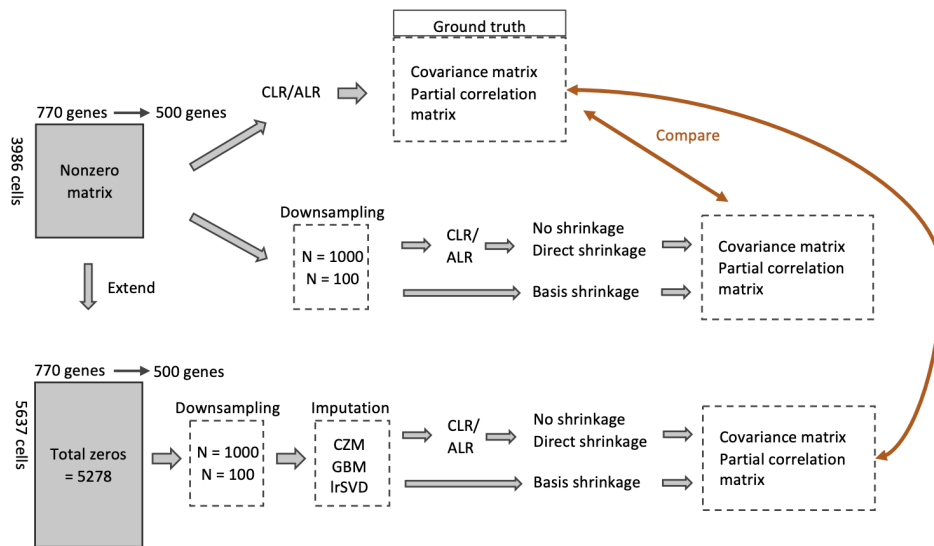 Ground truth
Covariance matrix
Partial correlation
matrix
CLR/ALR
770 genes
500 genes
3986 cells
Nonzero
matrix
Compare
Downsampling
N = 1000
N = 100
CLR/
ALR
No shrinkage
Direct shrinkage
Basis shrinkage
Covariance matrix
Partial correlation
matrix
Extend
770 genes
500 genes
5637 cells
Total zeros
= 5278
Downsampling
N = 1000
N = 100
Imputation
CZM
GBM
lrSVD
CLR/
ALR
No shrinkage
Direct shrinkage
Basis shrinkage
Covariance matrix
Partial correlation
matrix